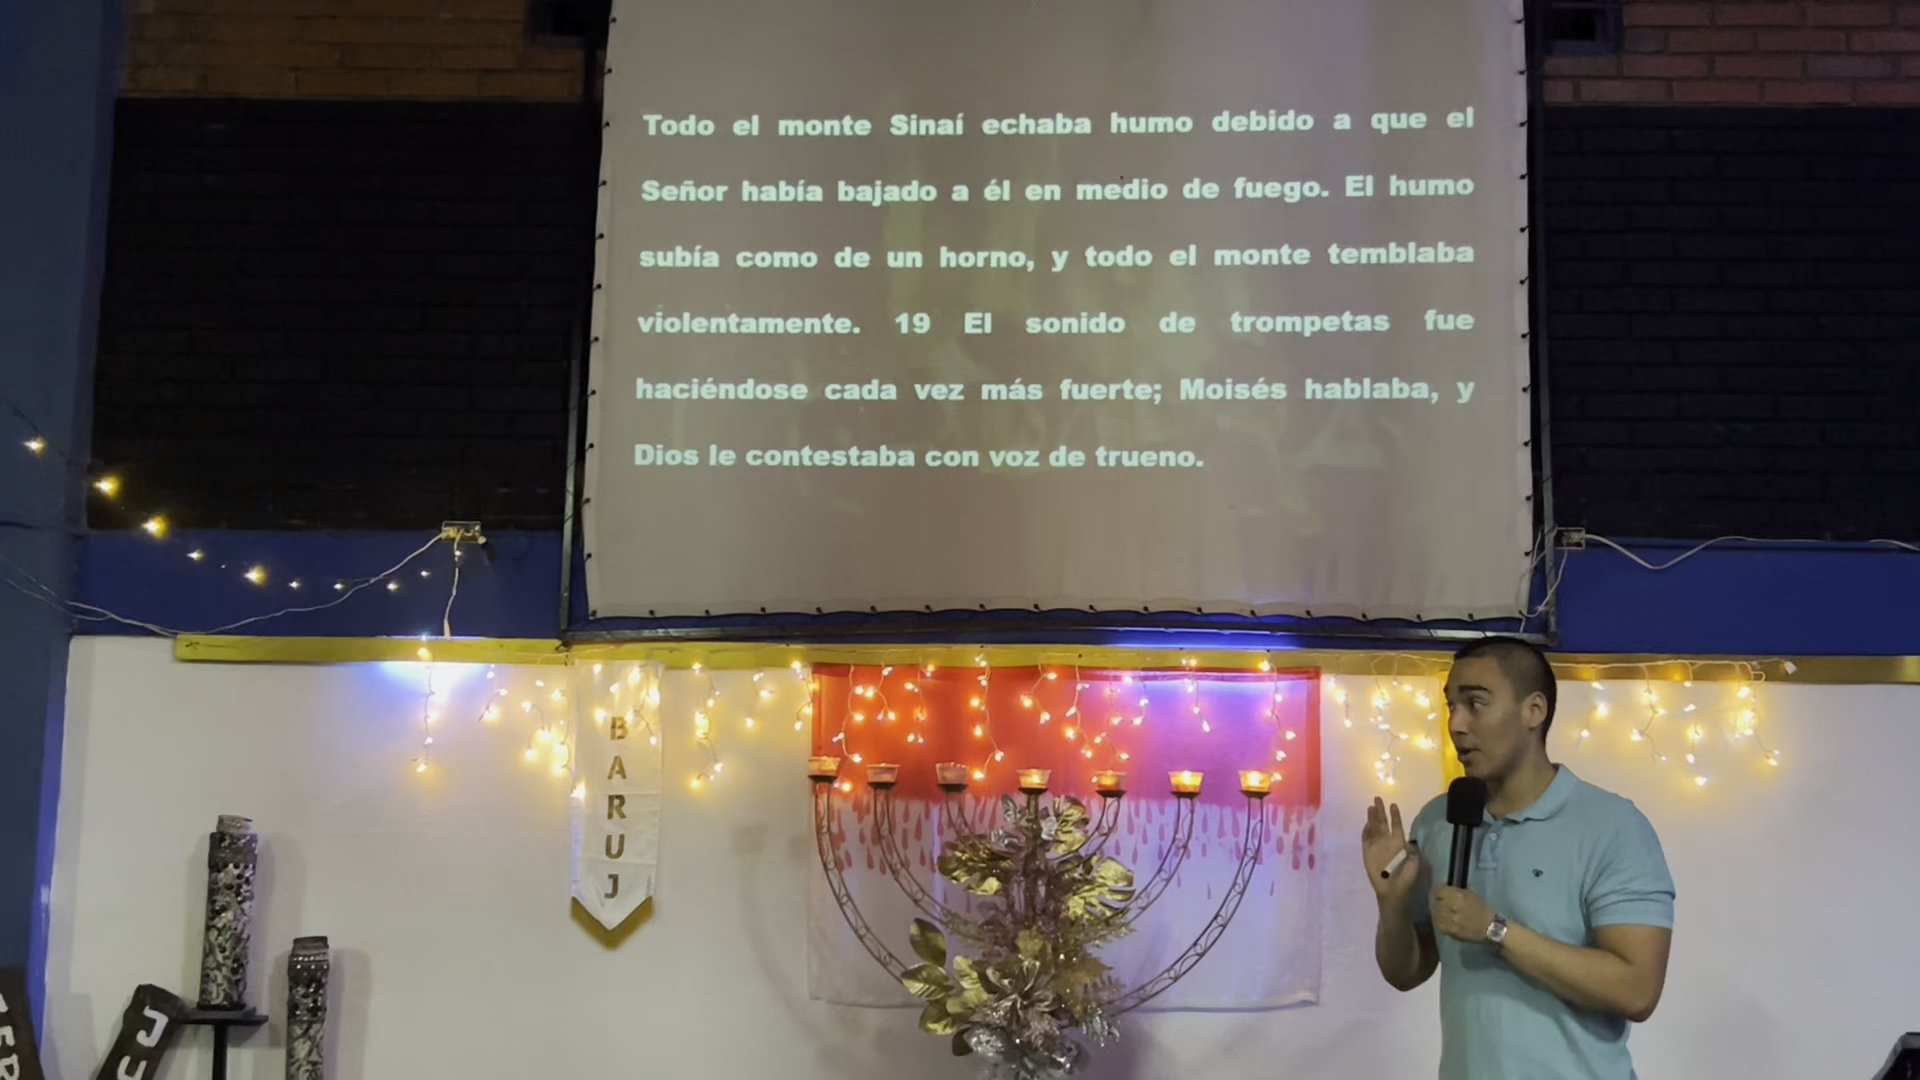 Todo el monte Sinaí echaba humo debido a que el
Señor había bajado a él en medio de fuego. El humo
subía como de un horno, y todo el monte temblaba
violentamente. 19 El sonido de trompetas fue
haciéndose cada vez más fuerte; Moisés hablaba, y
Dios le contestaba con voz de trueno.
BARUJ